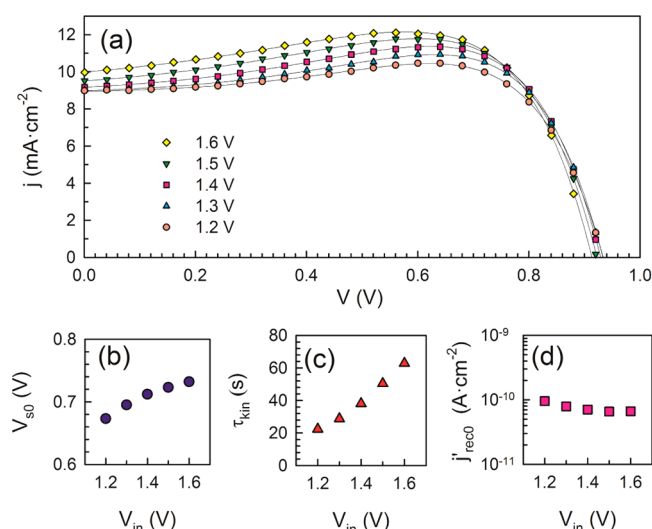 14
12
10
8
6
4
2
0
j (mA·cm⁻²)
(a)
1.6 V
1.5 V
1.4 V
1.3 V
1.2 V
0.0 0.2 0.4 0.6 0.8 1.0
V (V)
(b)
0.8
0.7
0.6
V_s0 (V)
1.2 1.4 1.6
V_in (V)
(c)
80
60
40
20
0
τ_kin (s)
1.2 1.4 1.6
V_in (V)
(d)
10⁻⁹
10⁻¹⁰
10⁻¹¹
j'_rec0 (A·cm⁻²)
1.2 1.4 1.6
V_in (V)